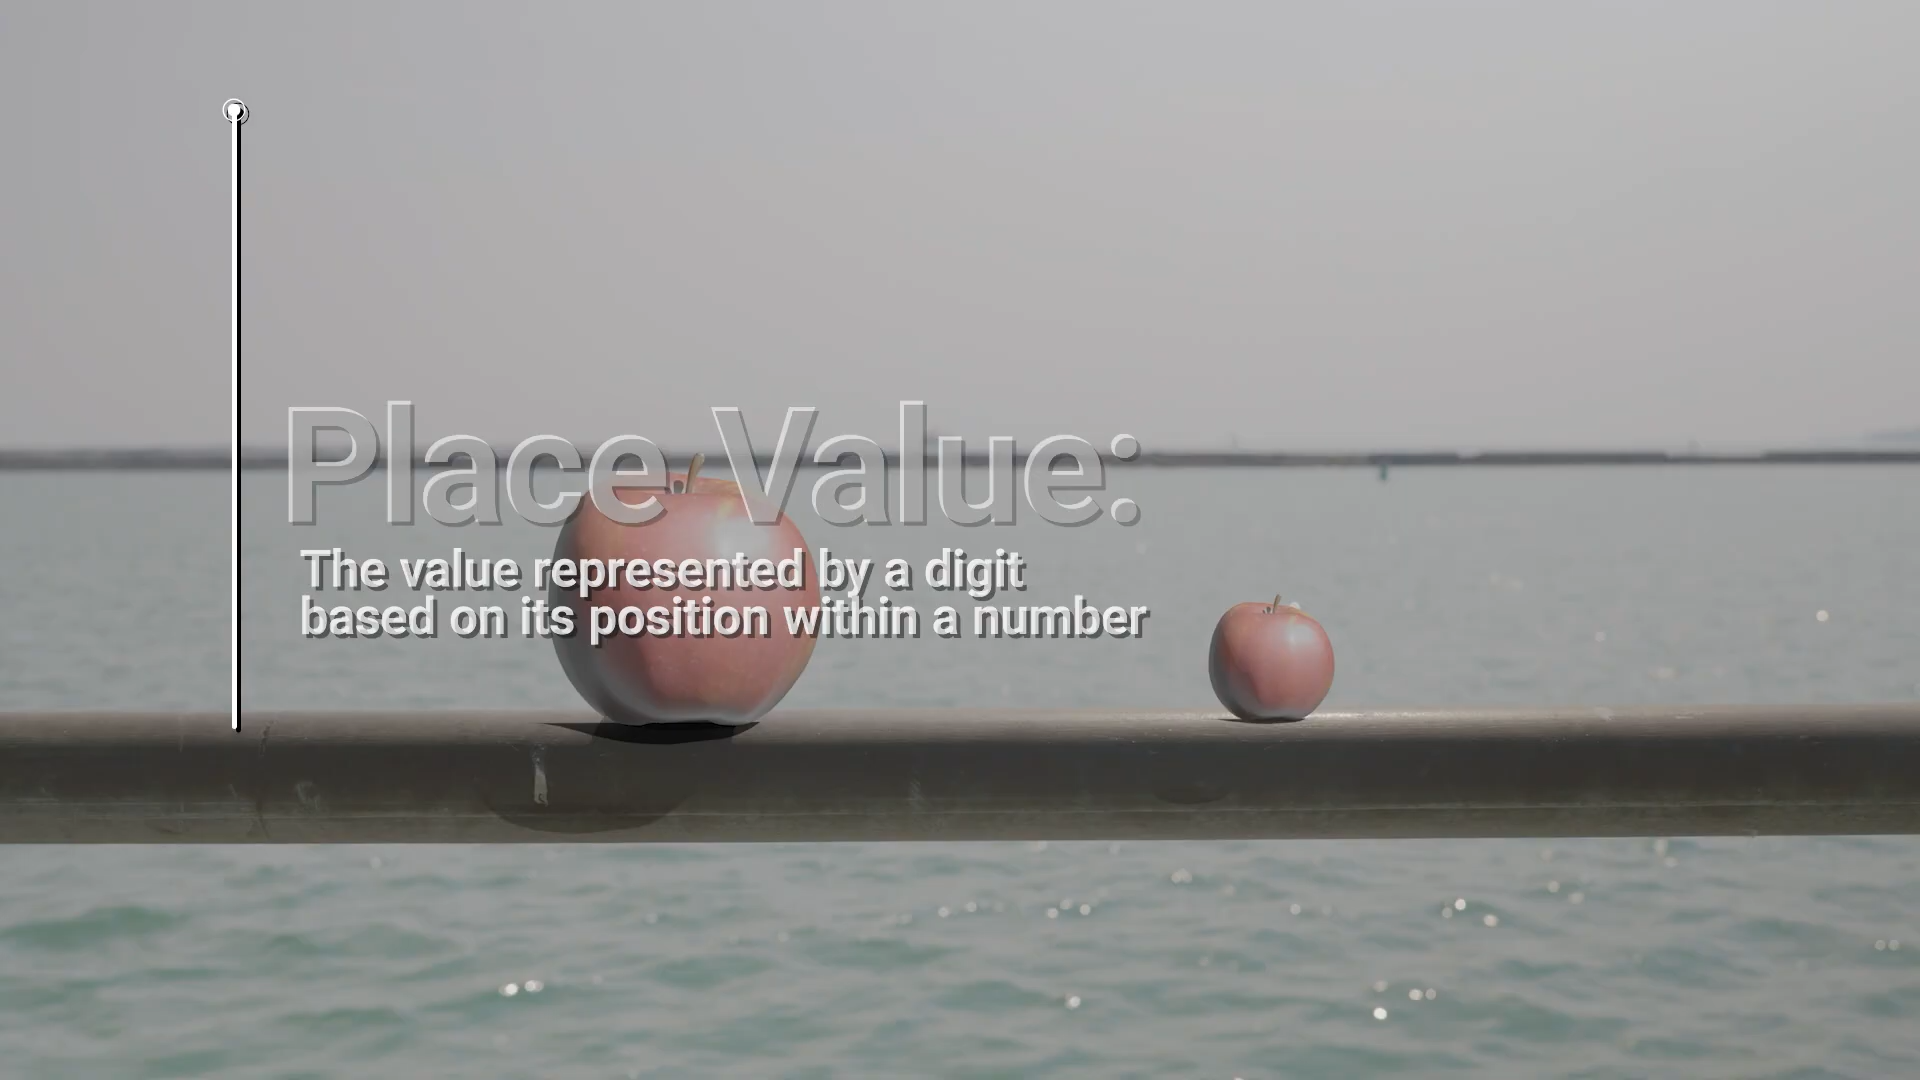 Place Value:
The value represented by a digit
based on its position within a number